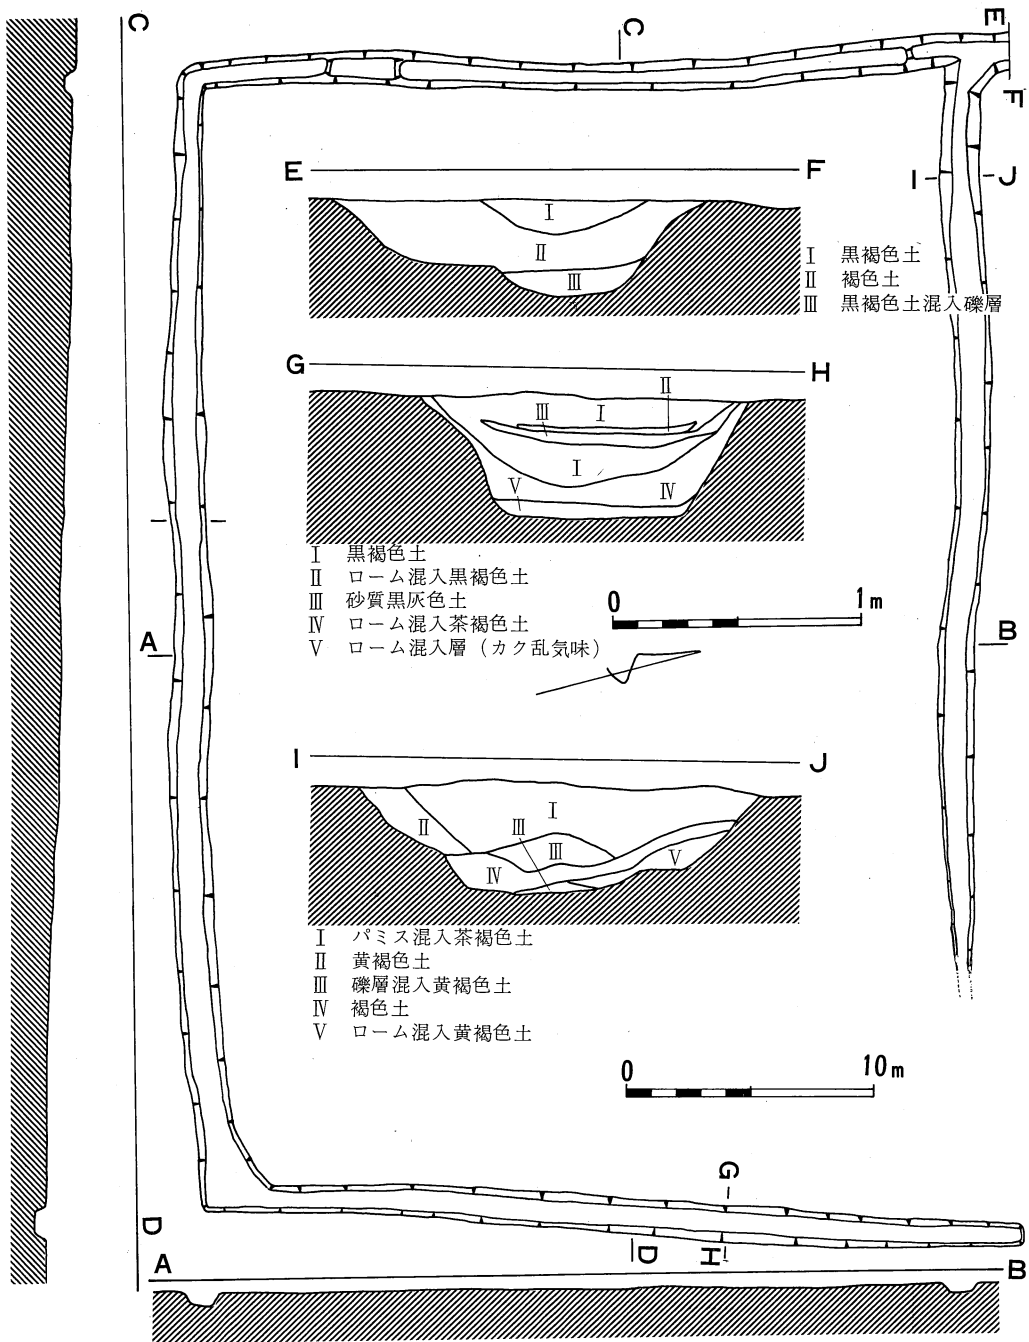 C
C
E
F
I
J
E
F
I
II
III
I 黒褐色土
II 褐色土
III 黒褐色土混入礫層
G
H
II
III
I
I
V
IV
I 黒褐色土
II ローム混入黒褐色土
III 砂質黒灰色土
IV ローム混入茶褐色土
V ローム混入層(カク乱気味)
0 1m
A
B
I
J
I
II
III
III
IV
V
I パミス混入茶褐色土
II 黄褐色土
III 礫層混入黄褐色土
IV 褐色土
V ローム混入黄褐色土
0 10m
G
D
D
H
A
B